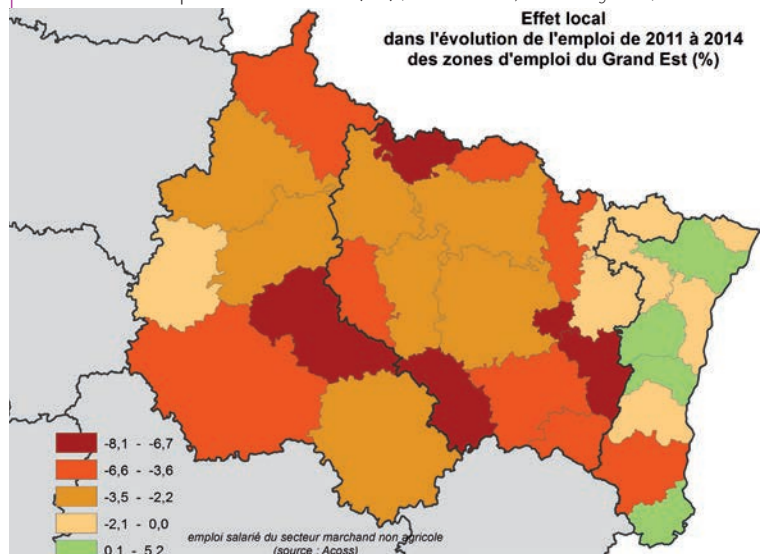 Effet local
dans l'évolution de l'emploi de 2011 à 2014
des zones d'emploi du Grand Est (%)
-8,1 - -6,7
-6,6 - -3,6
-3,5 - -2,2
-2,1 - 0,0
0,1 - 5,2
emploi salarié du secteur marchand non agricole
(source : Acoss)